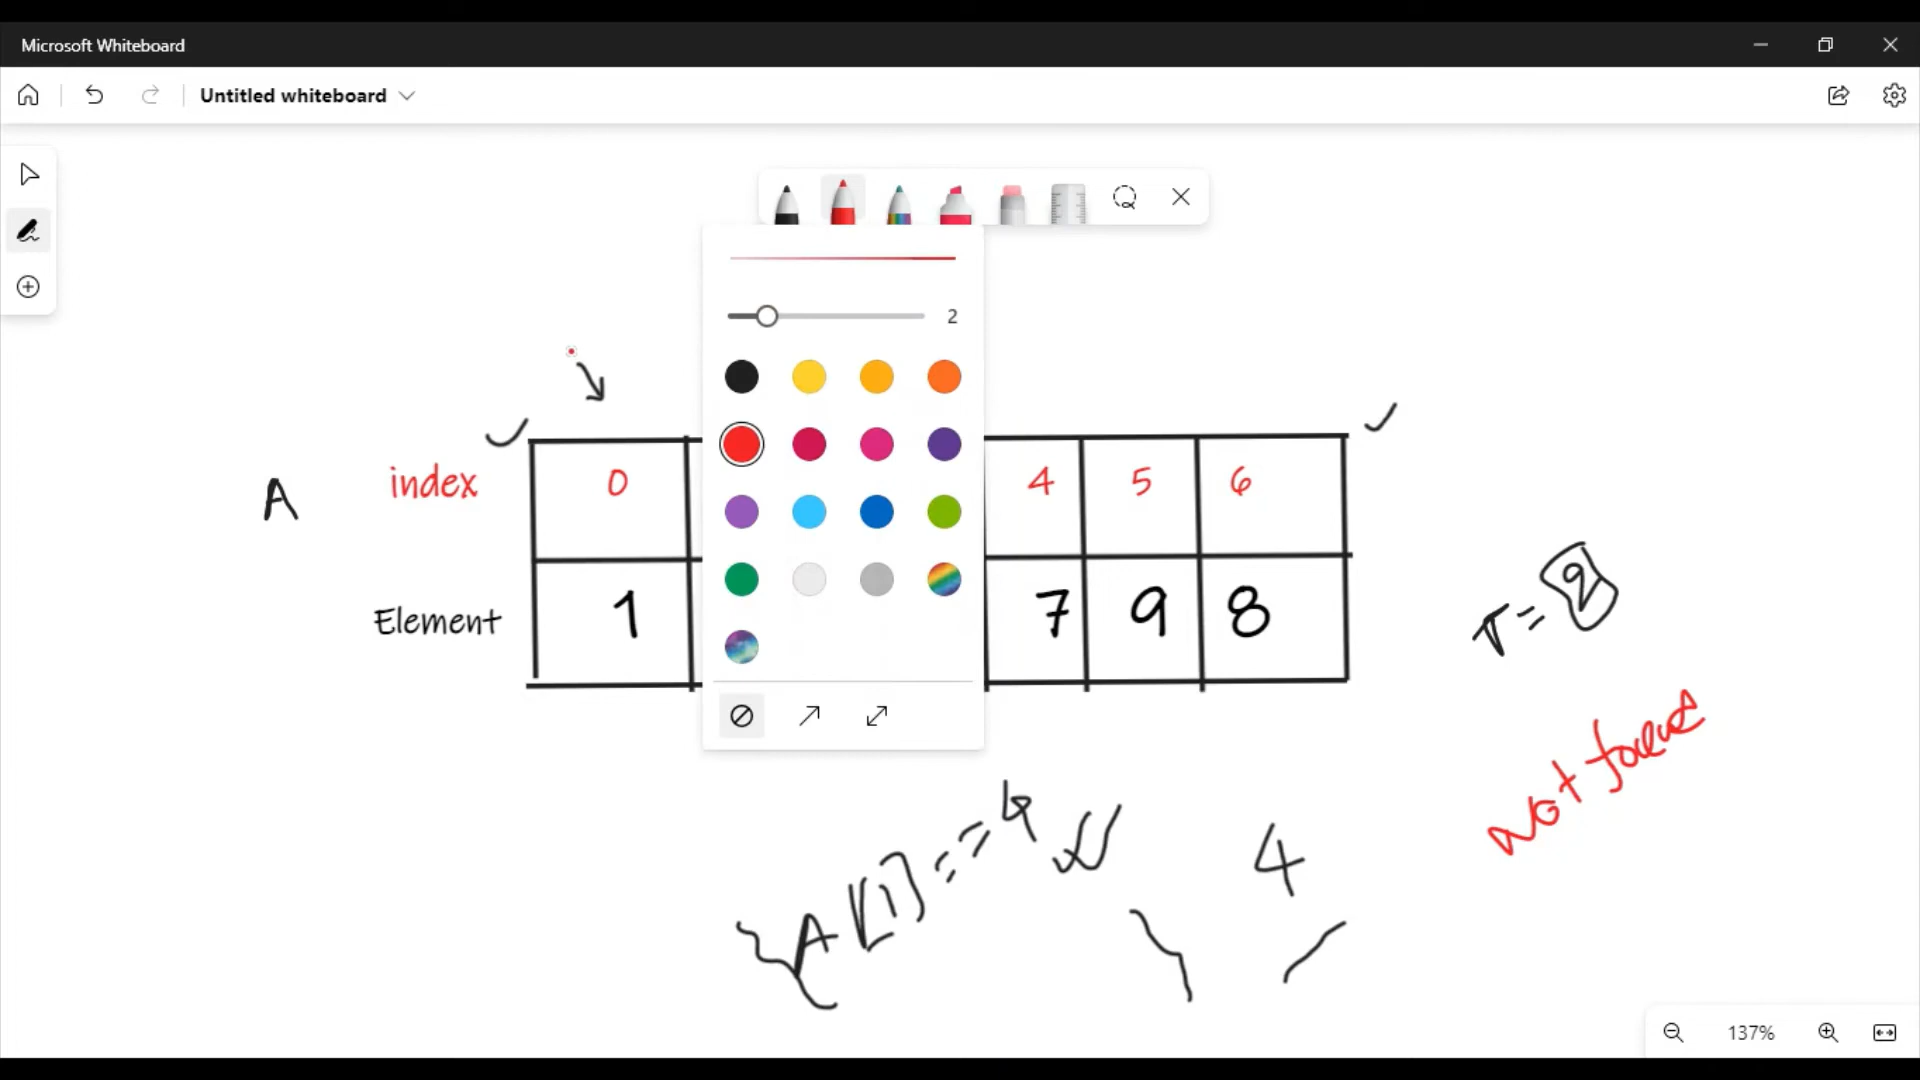 Microsoft Whiteboard
Untitled whiteboard
2
A index 0 4 5 6
Element 1 7 9 8
Not found
A[1]==4
4
137%